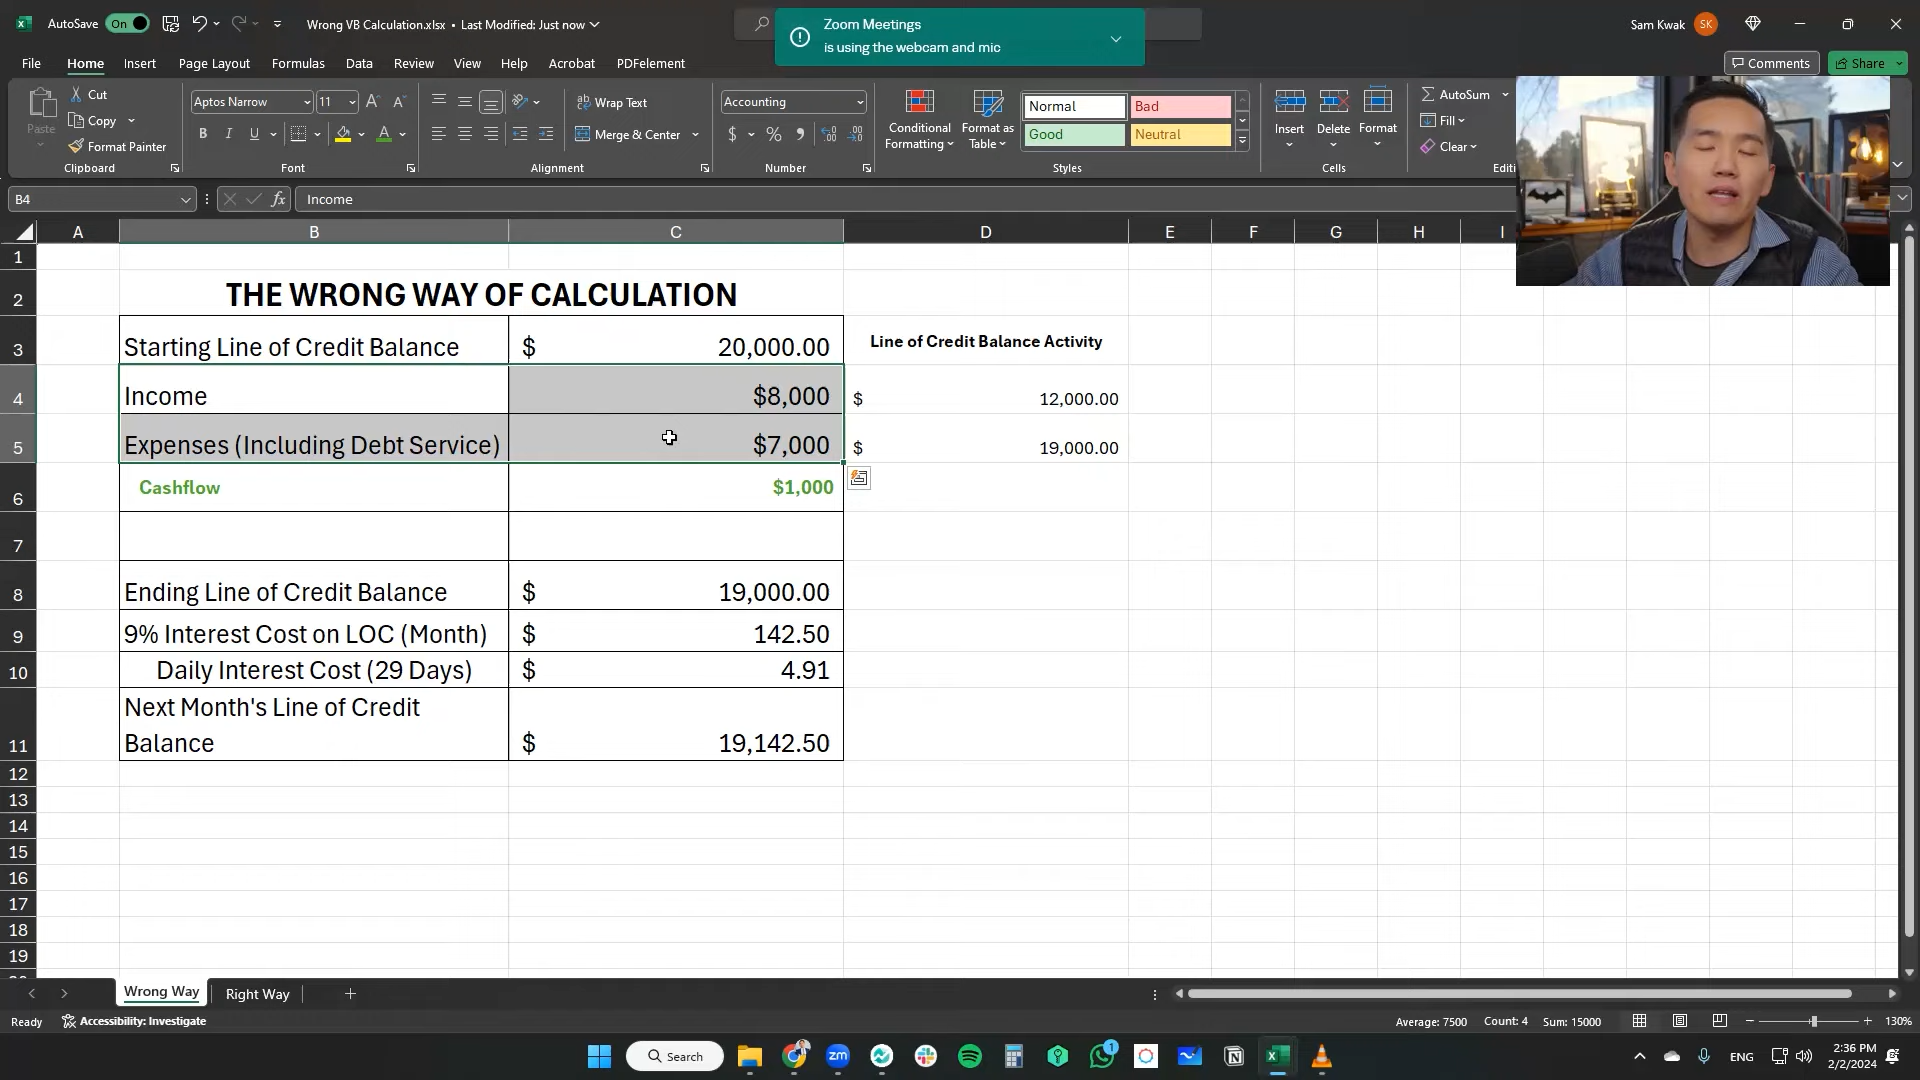 AutoSave On Wrong VB Calculation.xlsx • Last Modified: Just now Sam Kwak SK
Zoom Meetings
is using the webcam and mic
File Home Insert Page Layout Formulas Data Review View Help Acrobat PDFelement Comments Share
Paste Cut Copy Format Painter Clipboard
Aptos Narrow 11 B I U A Font
Wrap Text Merge & Center Alignment
Accounting $ % Number
Conditional Formatting Format as Table Normal Bad Good Neutral Styles
Insert Delete Format Cells
AutoSum Fill Clear Editi
B4 fx Income
A B C D E F G H I
1
2 THE WRONG WAY OF CALCULATION
3 Starting Line of Credit Balance $ 20,000.00 Line of Credit Balance Activity
4 Income $8,000 $ 12,000.00
5 Expenses (Including Debt Service) $7,000 $ 19,000.00
6 Cashflow $1,000
7
8 Ending Line of Credit Balance $ 19,000.00
9 9% Interest Cost on LOC (Month) $ 142.50
10 Daily Interest Cost (29 Days) $ 4.91
Next Month's Line of Credit
11 Balance $ 19,142.50
12
13
14
15
16
17
18
19
Wrong Way Right Way
Ready Accessibility: Investigate Average: 7500 Count: 4 Sum: 15000 130%
Search zm 1 ENG 2:36 PM
2/2/2024